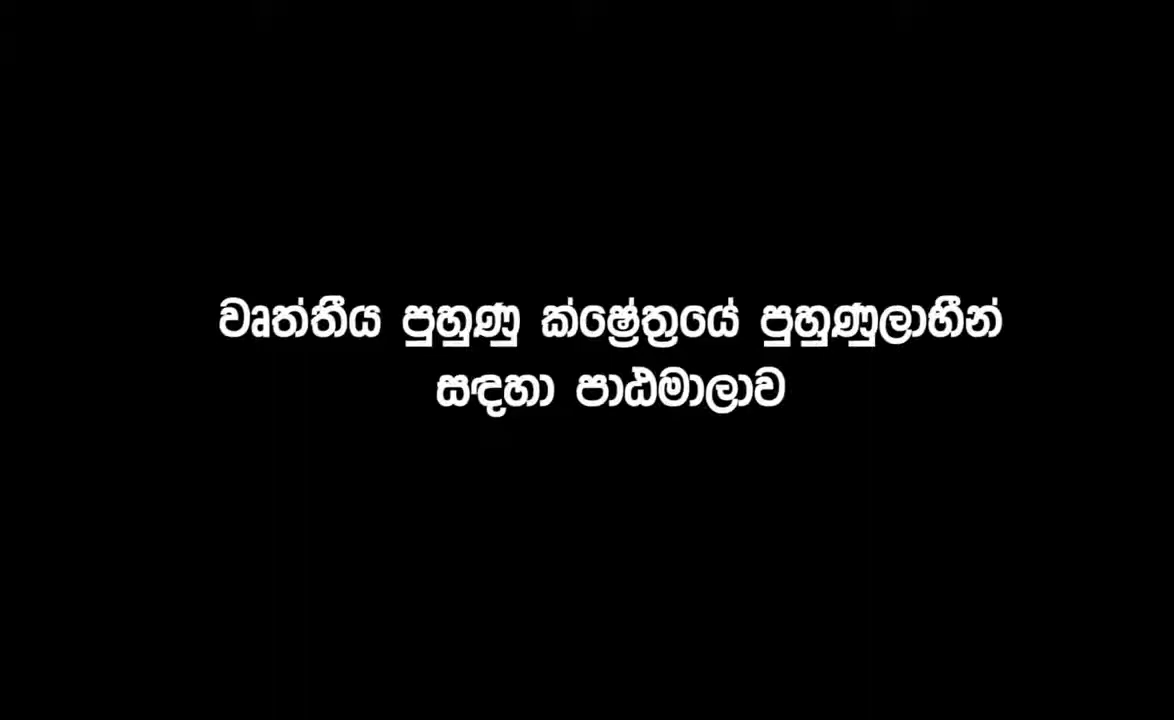 වෘත්තීය පුහුණු ක්ෂේත්‍රයේ පුහුණුලාභීන්
සඳහා පාඨමාලාව